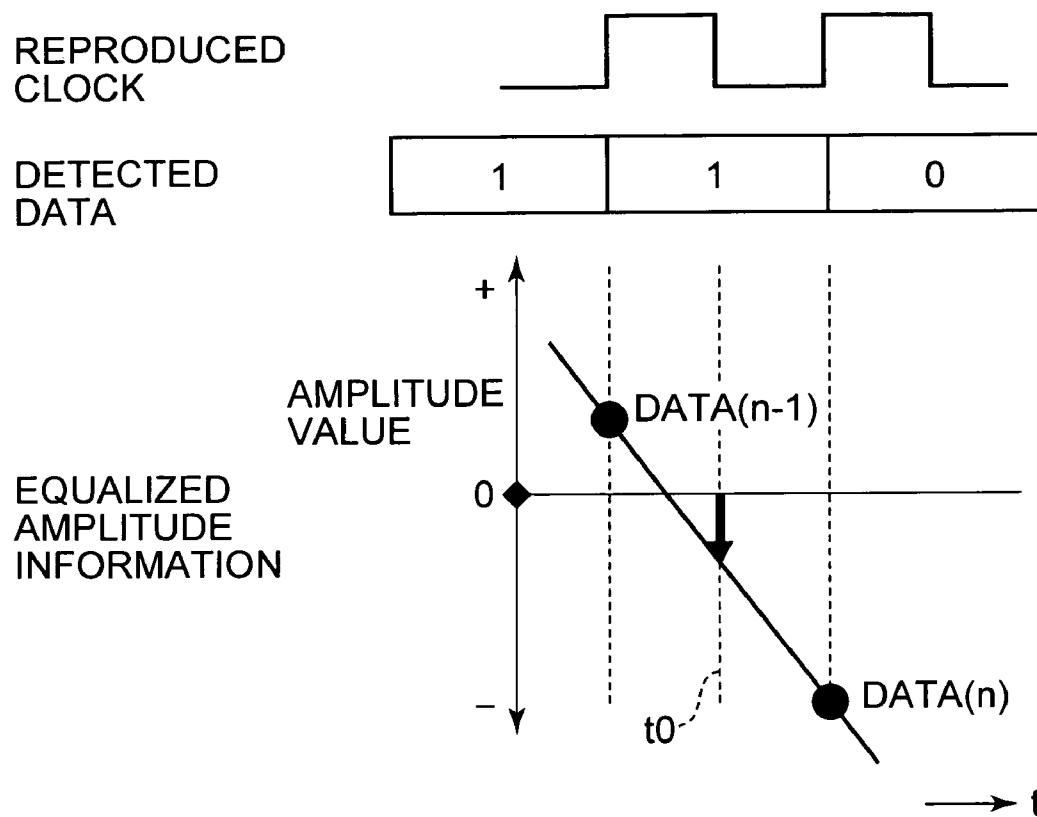 REPRODUCED
CLOCK
DETECTED
DATA
1 1 0
+
AMPLITUDE
VALUE
DATA(n-1)
EQUALIZED
AMPLITUDE
INFORMATION
0
−
t0
DATA(n)
t